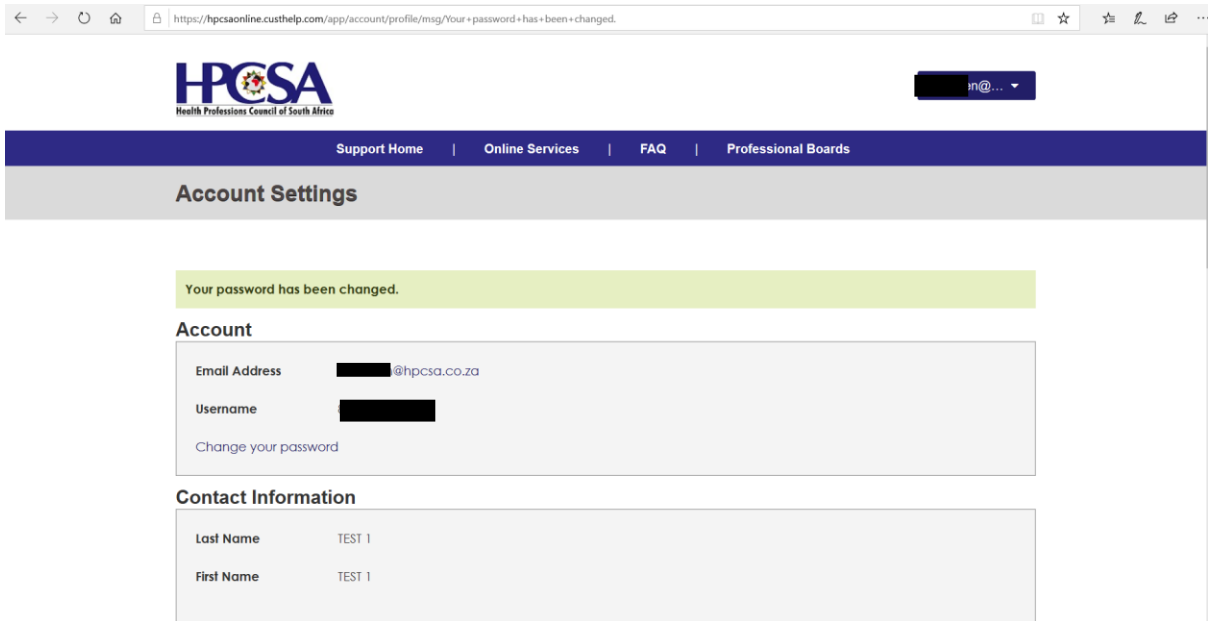 https://hpcsaonline.custhelp.com/app/account/profile/msg/Your+password+has+been+changed.
HPCSA
Health Professions Council of South Africa
n@...
Support Home | Online Services | FAQ | Professional Boards
Account Settings
Your password has been changed.
Account
Email Address @hpcsa.co.za
Username
Change your password
Contact Information
Last Name TEST 1
First Name TEST 1